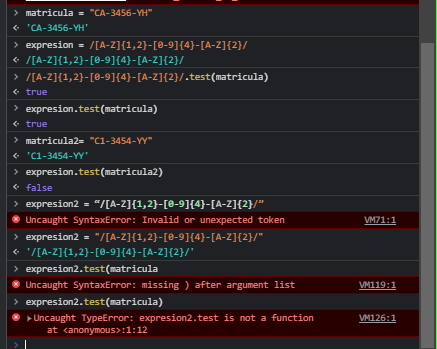 matricula = "CA-3456-YH"
'CA-3456-YH'
expresion = /[A-Z]{1,2}-[0-9]{4}-[A-Z]{2}/
/[A-Z]{1,2}-[0-9]{4}-[A-Z]{2}/
/[A-Z]{1,2}-[0-9]{4}-[A-Z]{2}/.test(matricula)
true
expresion.test(matricula)
true
matricula2= "C1-3454-YY"
'C1-3454-YY'
expresion.test(matricula2)
false
expresion2 = “/[A-Z]{1,2}-[0-9]{4}-[A-Z]{2}/“
Uncaught SyntaxError: Invalid or unexpected token VM71:1
expresion2 = "/[A-Z]{1,2}-[0-9]{4}-[A-Z]{2}/"
'/[A-Z]{1,2}-[0-9]{4}-[A-Z]{2}/'
expresion2.test(matricula
Uncaught SyntaxError: missing ) after argument list VM119:1
expresion2.test(matricula)
Uncaught TypeError: expresion2.test is not a function VM126:1
at <anonymous>:1:12